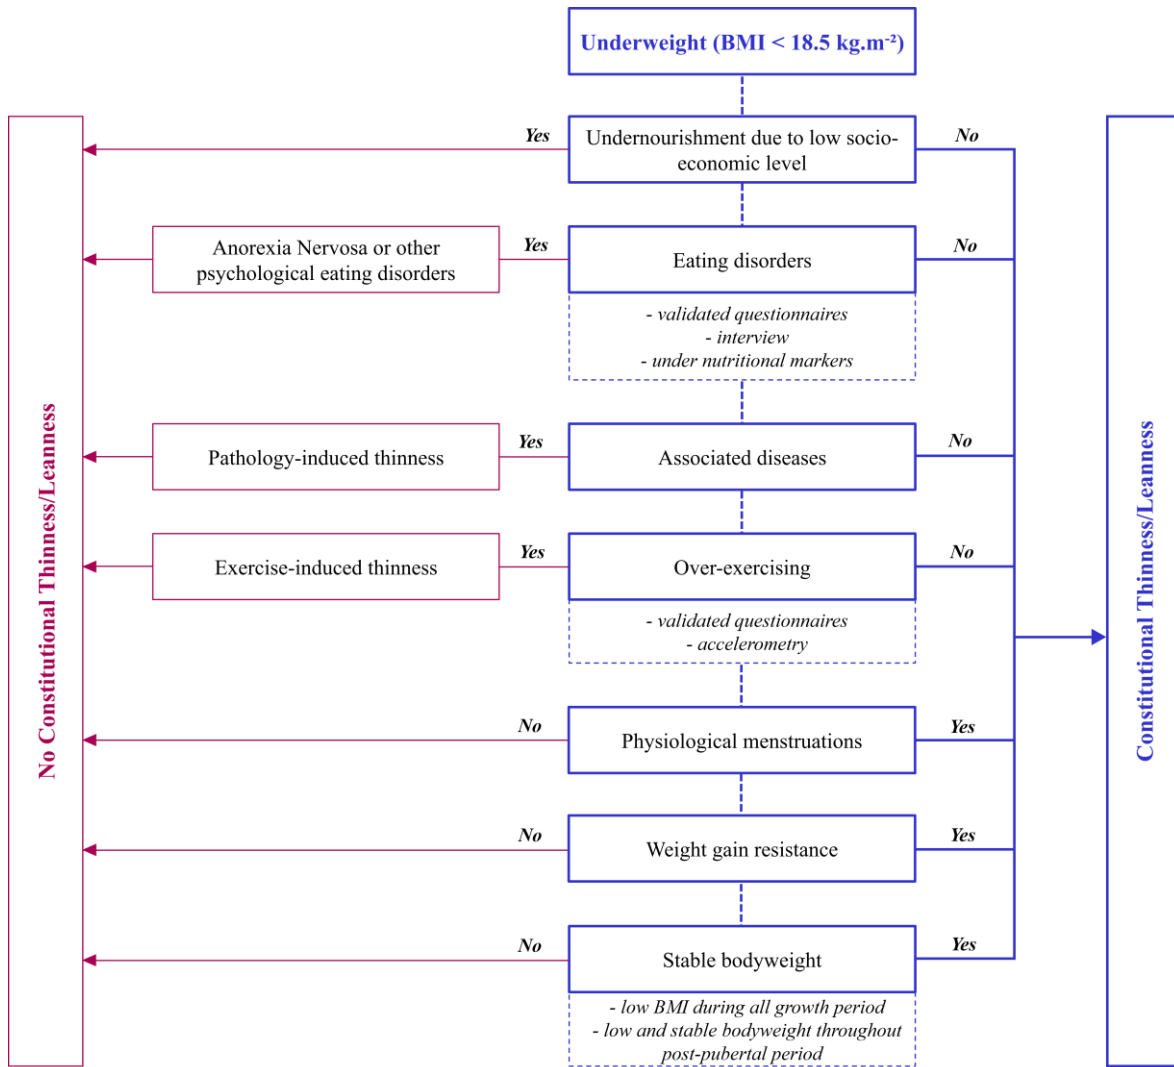 Underweight (BMI < 18.5 kg.m⁻²)
Yes
Undernourishment due to low socio-
economic level
No
Anorexia Nervosa or other
psychological eating disorders
Yes
Eating disorders
No
- validated questionnaires
- interview
- under nutritional markers
Pathology-induced thinness
Yes
Associated diseases
No
Exercise-induced thinness
Yes
Over-exercising
No
- validated questionnaires
- accelerometry
No
Physiological menstruations
Yes
No
Weight gain resistance
Yes
No
Stable bodyweight
Yes
- low BMI during all growth period
- low and stable bodyweight throughout
post-pubertal period
No Constitutional Thinness/Leanness
Constitutional Thinness/Leanness